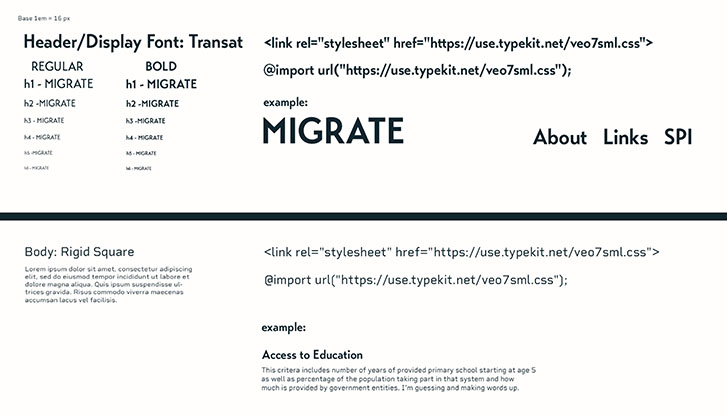 Base 1em = 16 px
Header/Display Font: Transat
REGULAR
h1 - MIGRATE
h2 -MIGRATE
h3 - MIGRATE
h4 - MIGRATE
h5 -MIGRATE
h6 - MIGRATE
BOLD
h1 - MIGRATE
h2 -MIGRATE
h3 -MIGRATE
h4 - MIGRATE
h5 - MIGRATE
h6 - MIGRATE
<link rel="stylesheet" href="https://use.typekit.net/veo7sml.css">
@import url("https://use.typekit.net/veo7sml.css");
example:
MIGRATE
About Links SPI
Body: Rigid Square
Lorem ipsum dolor sit amet, consectetur adipiscing
elit, sed do eiusmod tempor incididunt ut labore et
dolore magna aliqua. Quis ipsum suspendisse ul-
trices gravida. Risus commodo viverra maecenas
accumsan lacus vel facilisis.
<link rel="stylesheet" href="https://use.typekit.net/veo7sml.css">
@import url("https://use.typekit.net/veo7sml.css");
example:
Access to Education
This critera includes number of years of provided primary school starting at age 5
as well as percentage of the population taking part in that system and how
much is provided by government entities. I'm guessing and making words up.